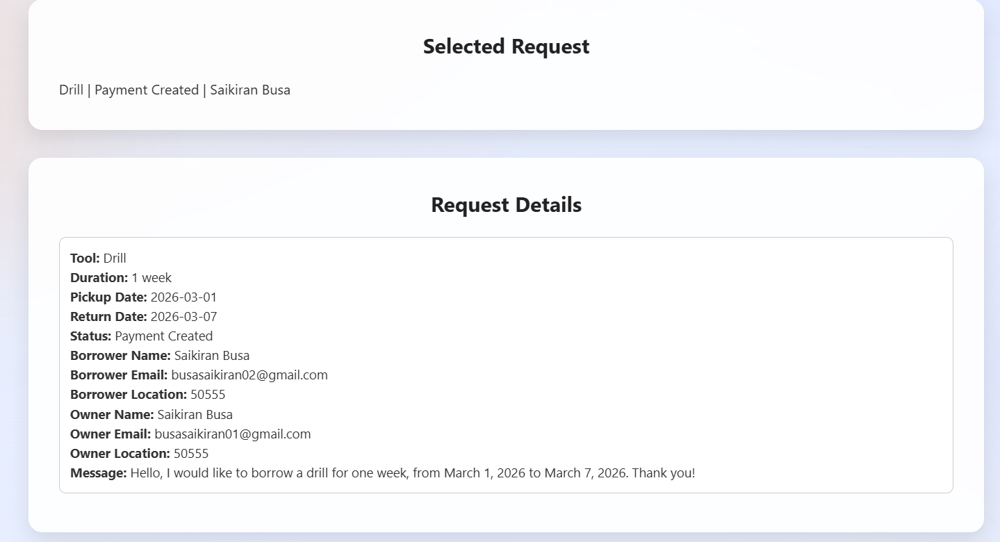 Selected Request
Drill | Payment Created | Saikiran Busa
Request Details
Tool: Drill
Duration: 1 week
Pickup Date: 2026-03-01
Return Date: 2026-03-07
Status: Payment Created
Borrower Name: Saikiran Busa
Borrower Email: busasaikiran02@gmail.com
Borrower Location: 50555
Owner Name: Saikiran Busa
Owner Email: busasaikiran01@gmail.com
Owner Location: 50555
Message: Hello, I would like to borrow a drill for one week, from March 1, 2026 to March 7, 2026. Thank you!